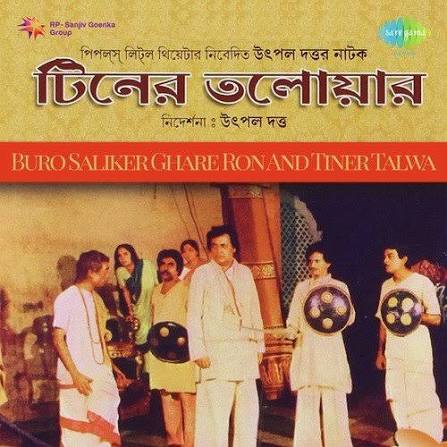 RP-Sanjiv Goenka
Group
saregama
পিপলস্ লিট্‌ল থিয়েটার নিবেদিত উৎপল দত্তর নাটক
টিনের তলোয়ার
নির্দেশনা : উৎপল দত্ত
BURO SALIKER GHARE RON AND TINER TALWA